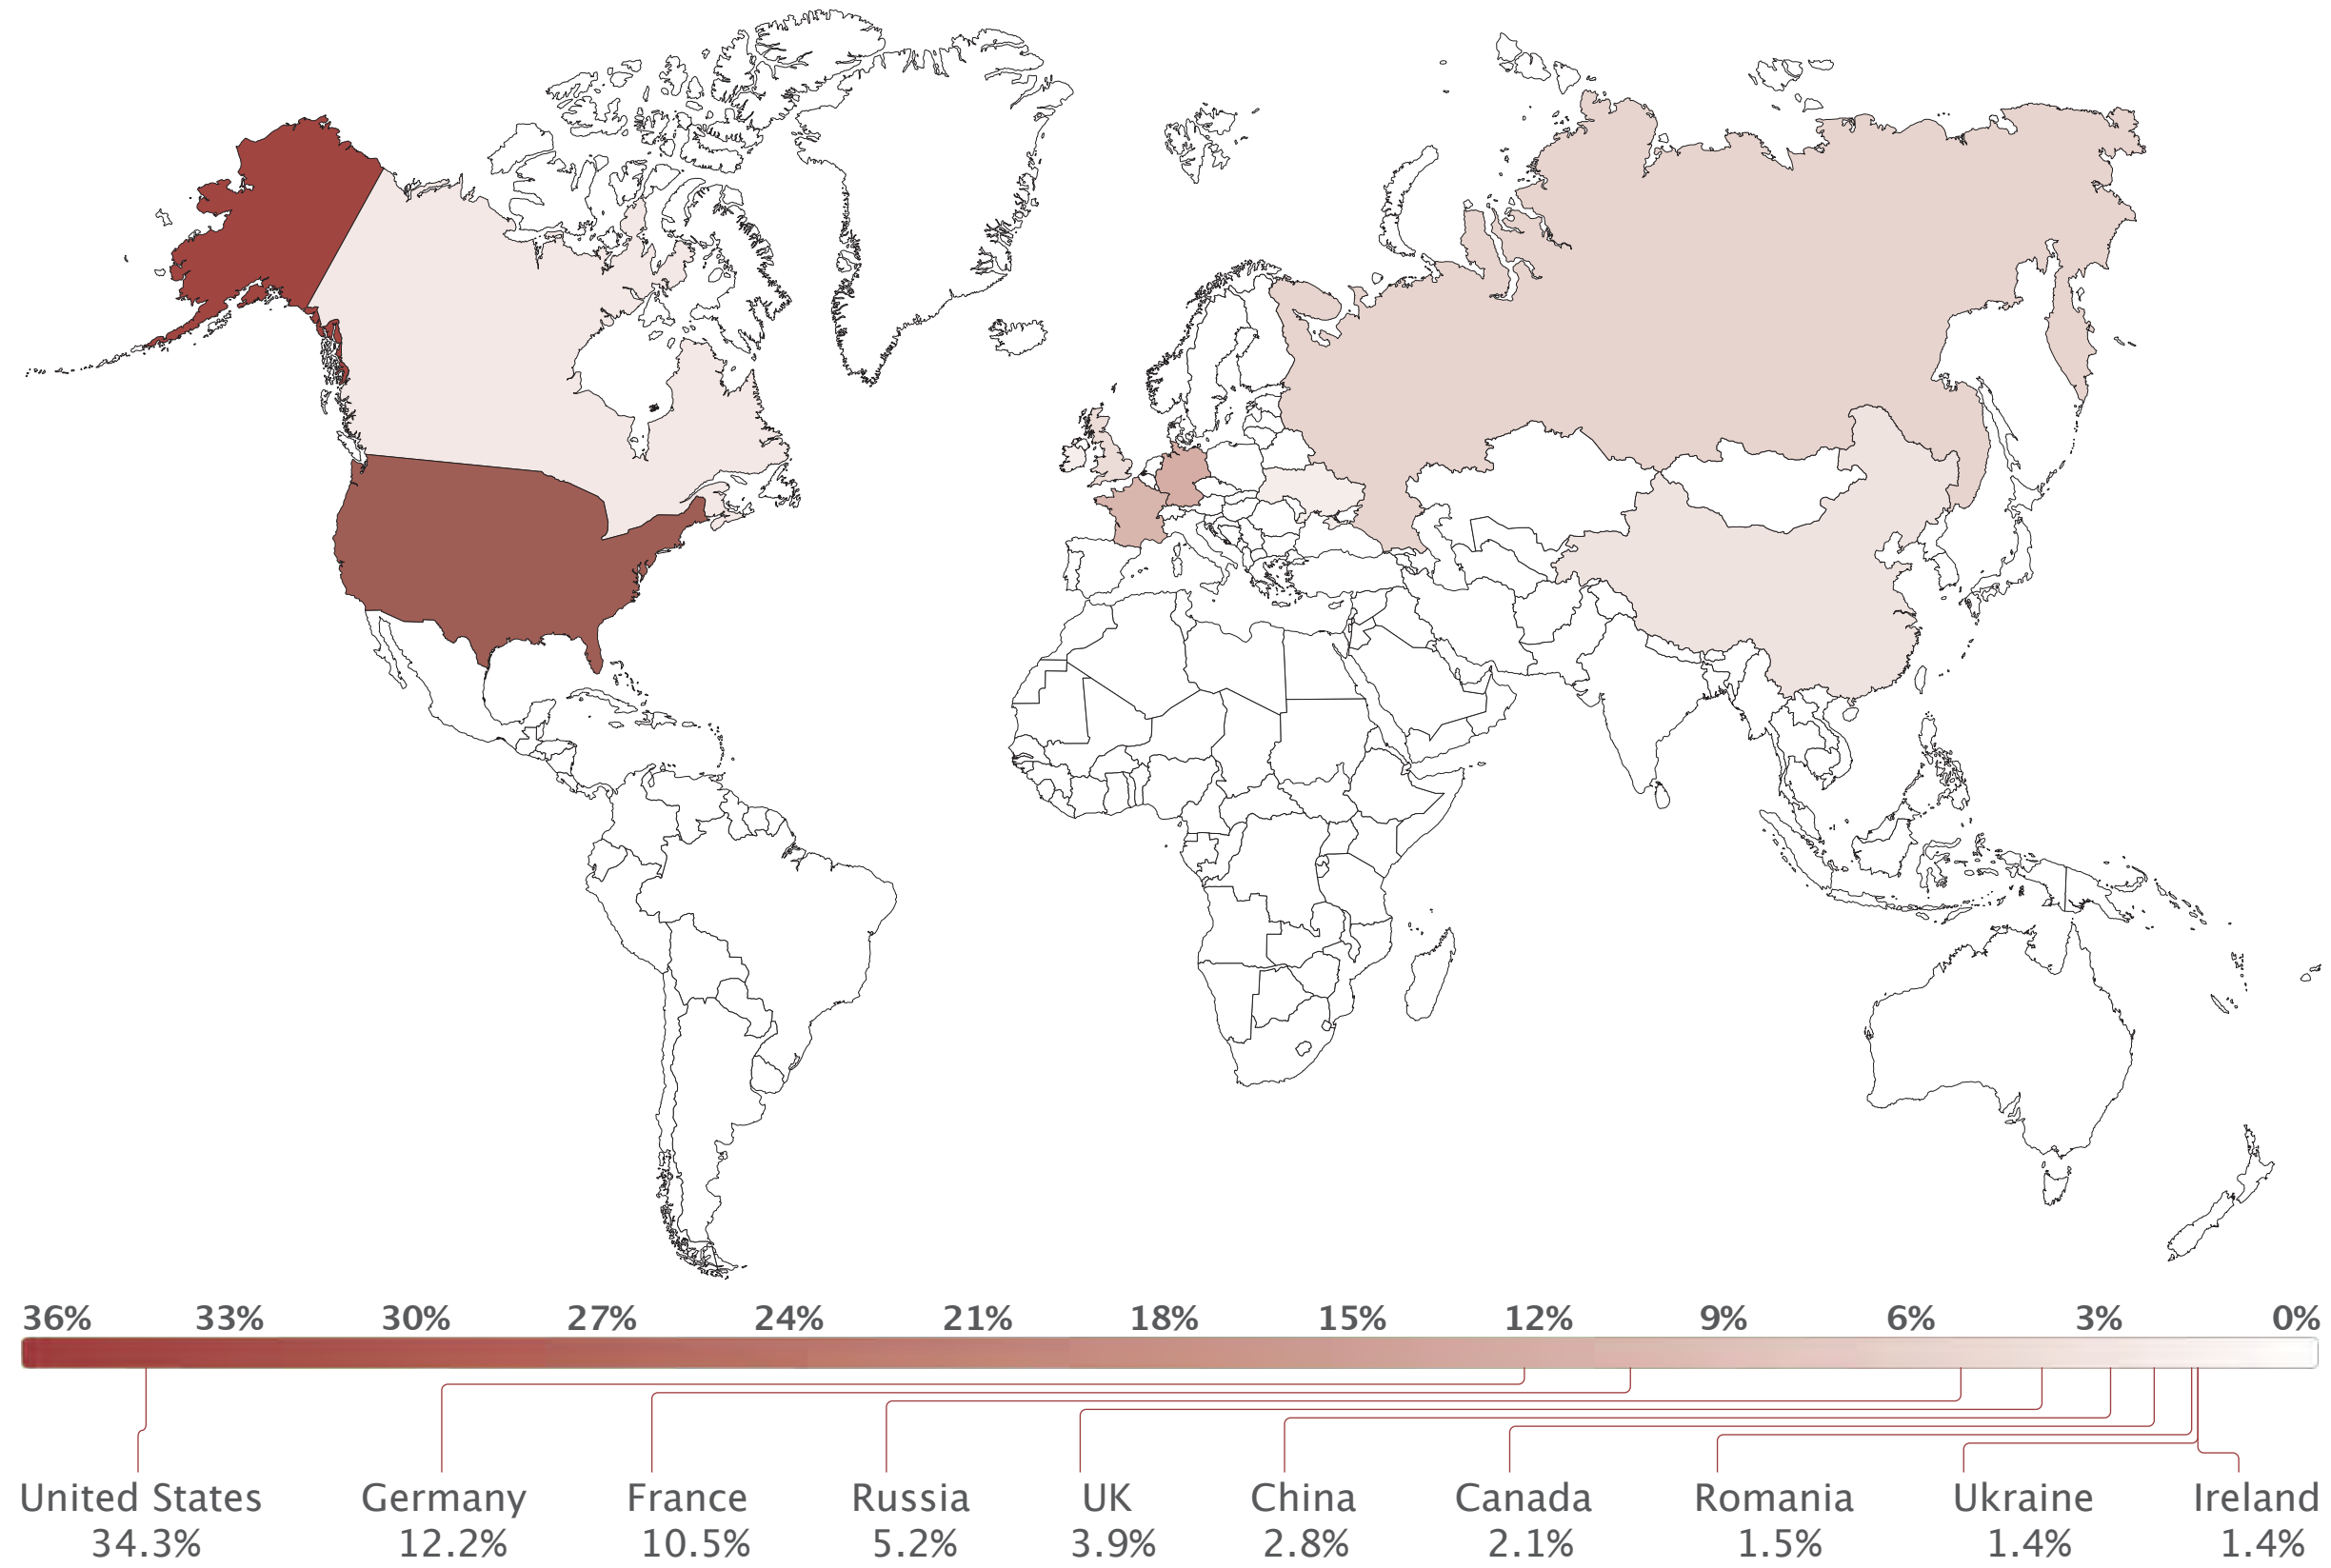 36% 33% 30% 27% 24% 21% 18% 15% 12% 9% 6% 3% 0%
United States Germany France Russia UK China Canada Romania Ukraine Ireland
34.3% 12.2% 10.5% 5.2% 3.9% 2.8% 2.1% 1.5% 1.4% 1.4%